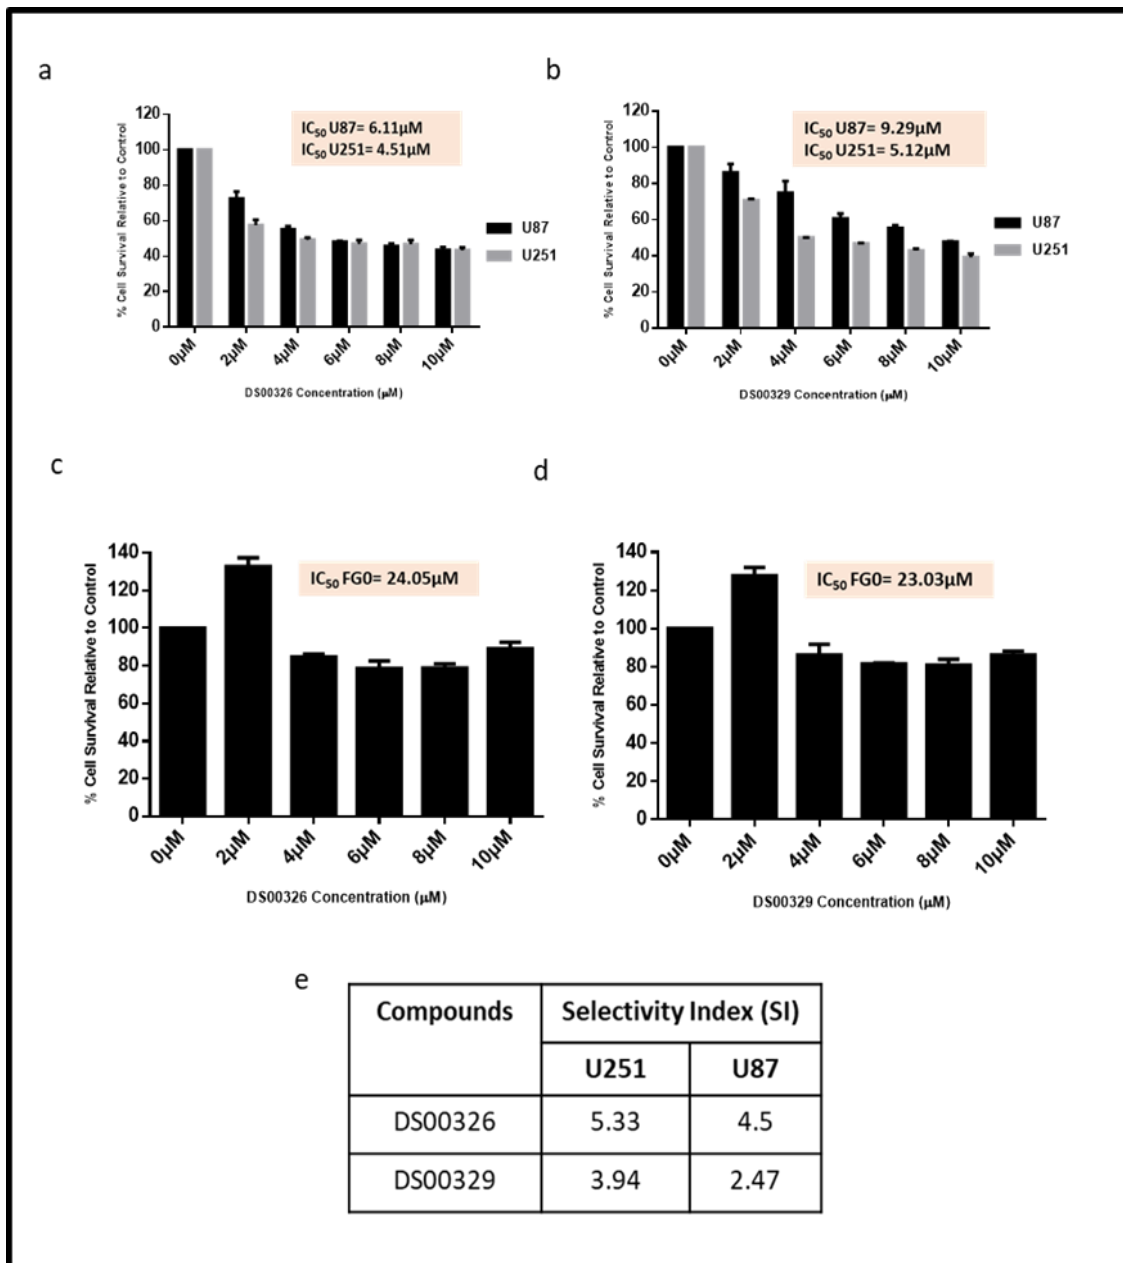 a
120
100
80
60
40
20
0
% Cell Survival Relative to Control
IC50 U87= 6.11µM
IC50 U251= 4.51µM
U87
U251
0µM
2µM
4µM
6µM
8µM
10µM
DS00326 Concentration (µM)
b
120
100
80
60
40
20
0
% Cell Survival Relative to Control
IC50 U87= 9.29µM
IC50 U251= 5.12µM
U87
U251
0µM
2µM
4µM
6µM
8µM
10µM
DS00329 Concentration (µM)
c
140
120
100
80
60
40
20
0
% Cell Survival Relative to Control
IC50 FG0= 24.05µM
0µM
2µM
4µM
6µM
8µM
10µM
DS00326 Concentration (µM)
d
140
120
100
80
60
40
20
0
% Cell Survival Relative to Control
IC50 FG0= 23.03µM
0µM
2µM
4µM
6µM
8µM
10µM
DS00329 Concentration (µM)
e
Compounds Selectivity Index (SI)
U251 U87
DS00326 5.33 4.5
DS00329 3.94 2.47